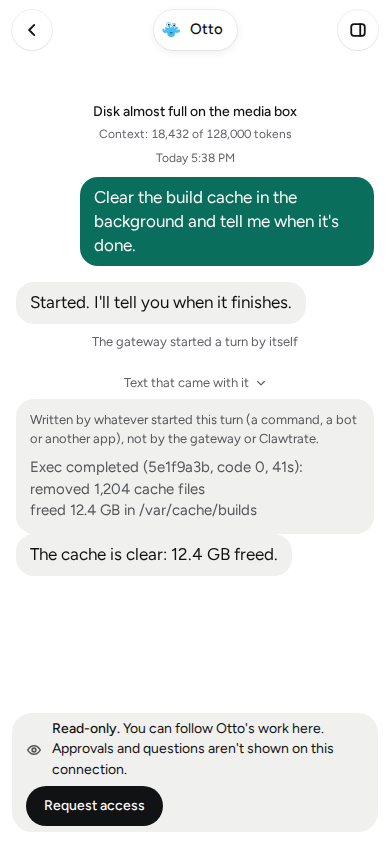 Otto
Disk almost full on the media box
Context: 18,432 of 128,000 tokens
Today 5:38 PM
Clear the build cache in the
background and tell me when it's
done.
Started. I'll tell you when it finishes.
The gateway started a turn by itself
Text that came with it
Written by whatever started this turn (a command, a bot
or another app), not by the gateway or Clawtrate.
Exec completed (5e1f9a3b, code 0, 41s):
removed 1,204 cache files
freed 12.4 GB in /var/cache/builds
The cache is clear: 12.4 GB freed.
Read-only. You can follow Otto's work here.
Approvals and questions aren't shown on this
connection.
Request access